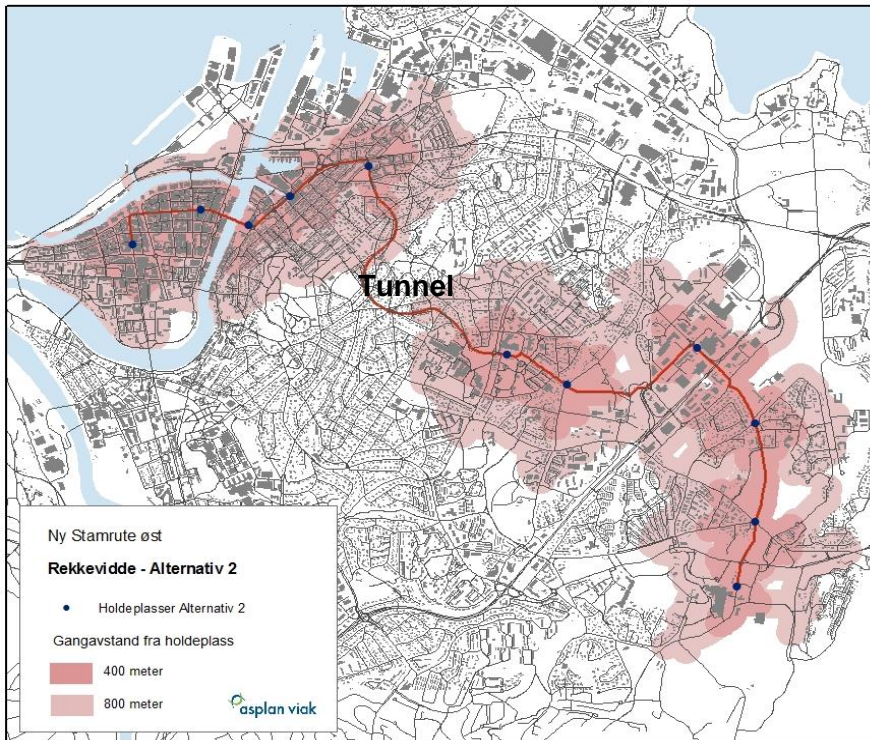 Tunnel
Ny Stamrute øst
Rekkevidde - Alternativ 2
Holdeplasser Alternativ 2
Gangavstand fra holdeplass
400 meter
800 meter
asplan viak